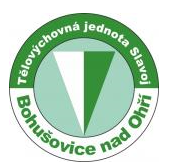 Tělovýchovná jednota Slavoj
Bohušovice nad Ohří